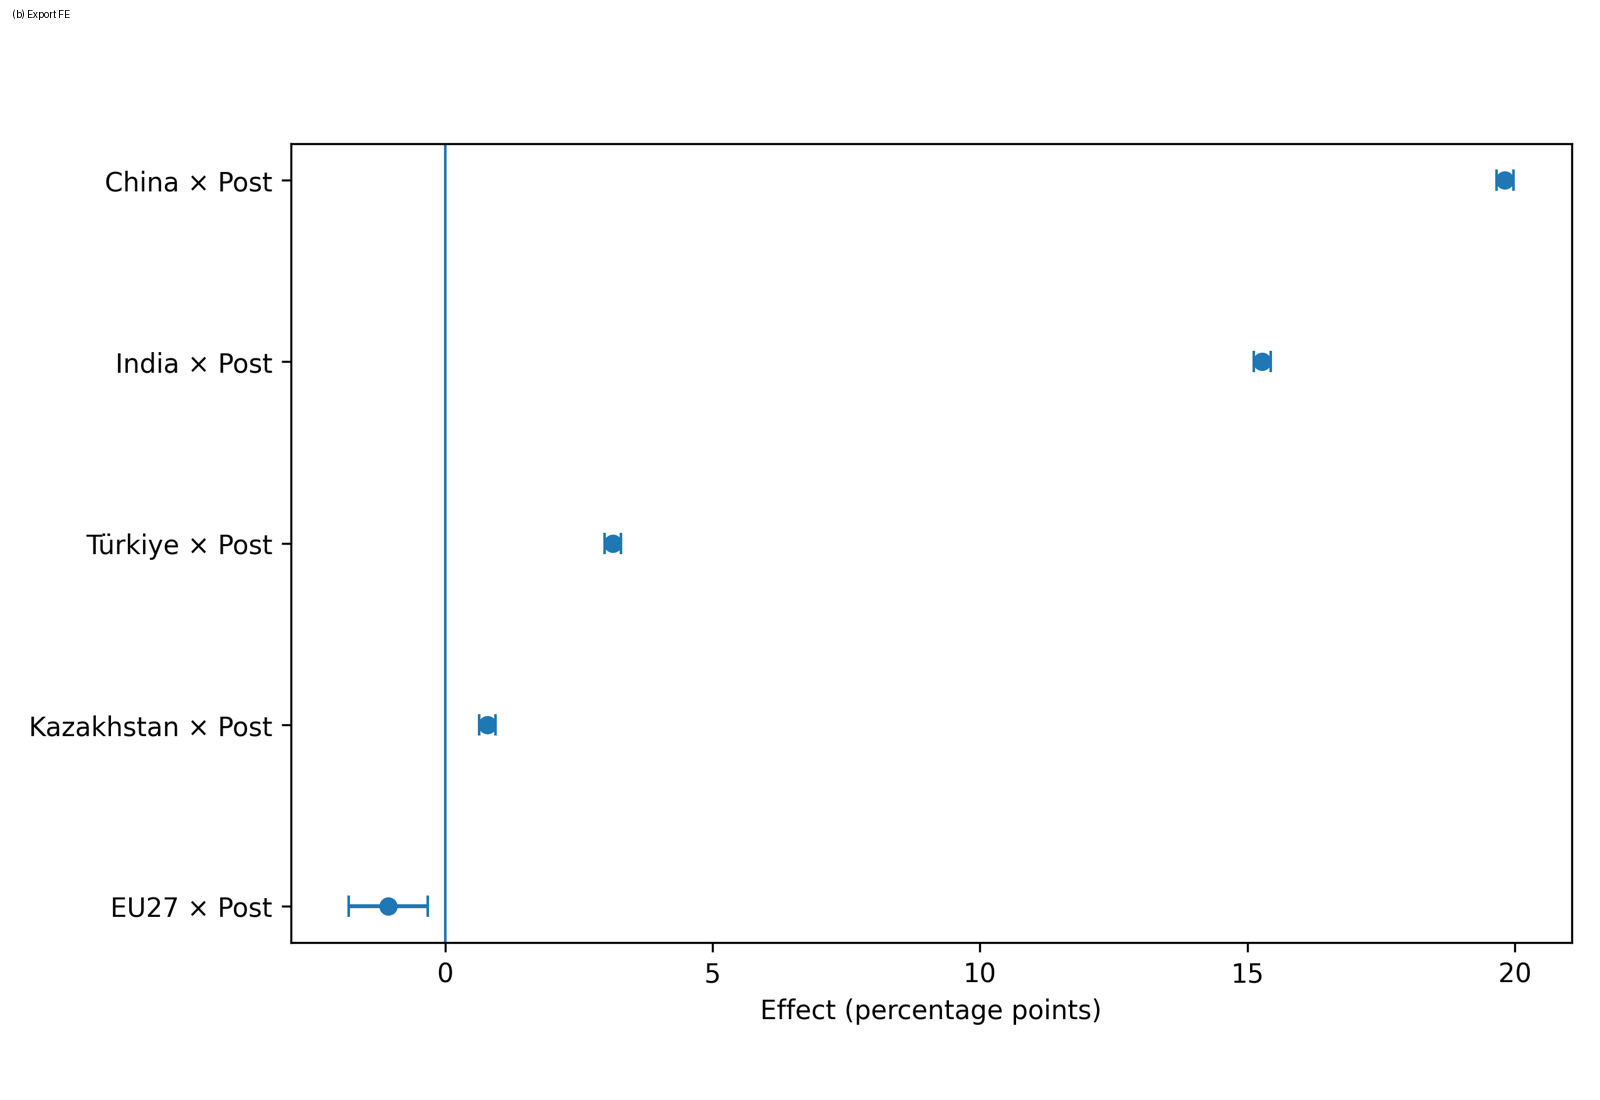 (b) Export FE
China × Post
India × Post
Türkiye × Post
Kazakhstan × Post
EU27 × Post
0 5 10 15 20
Effect (percentage points)